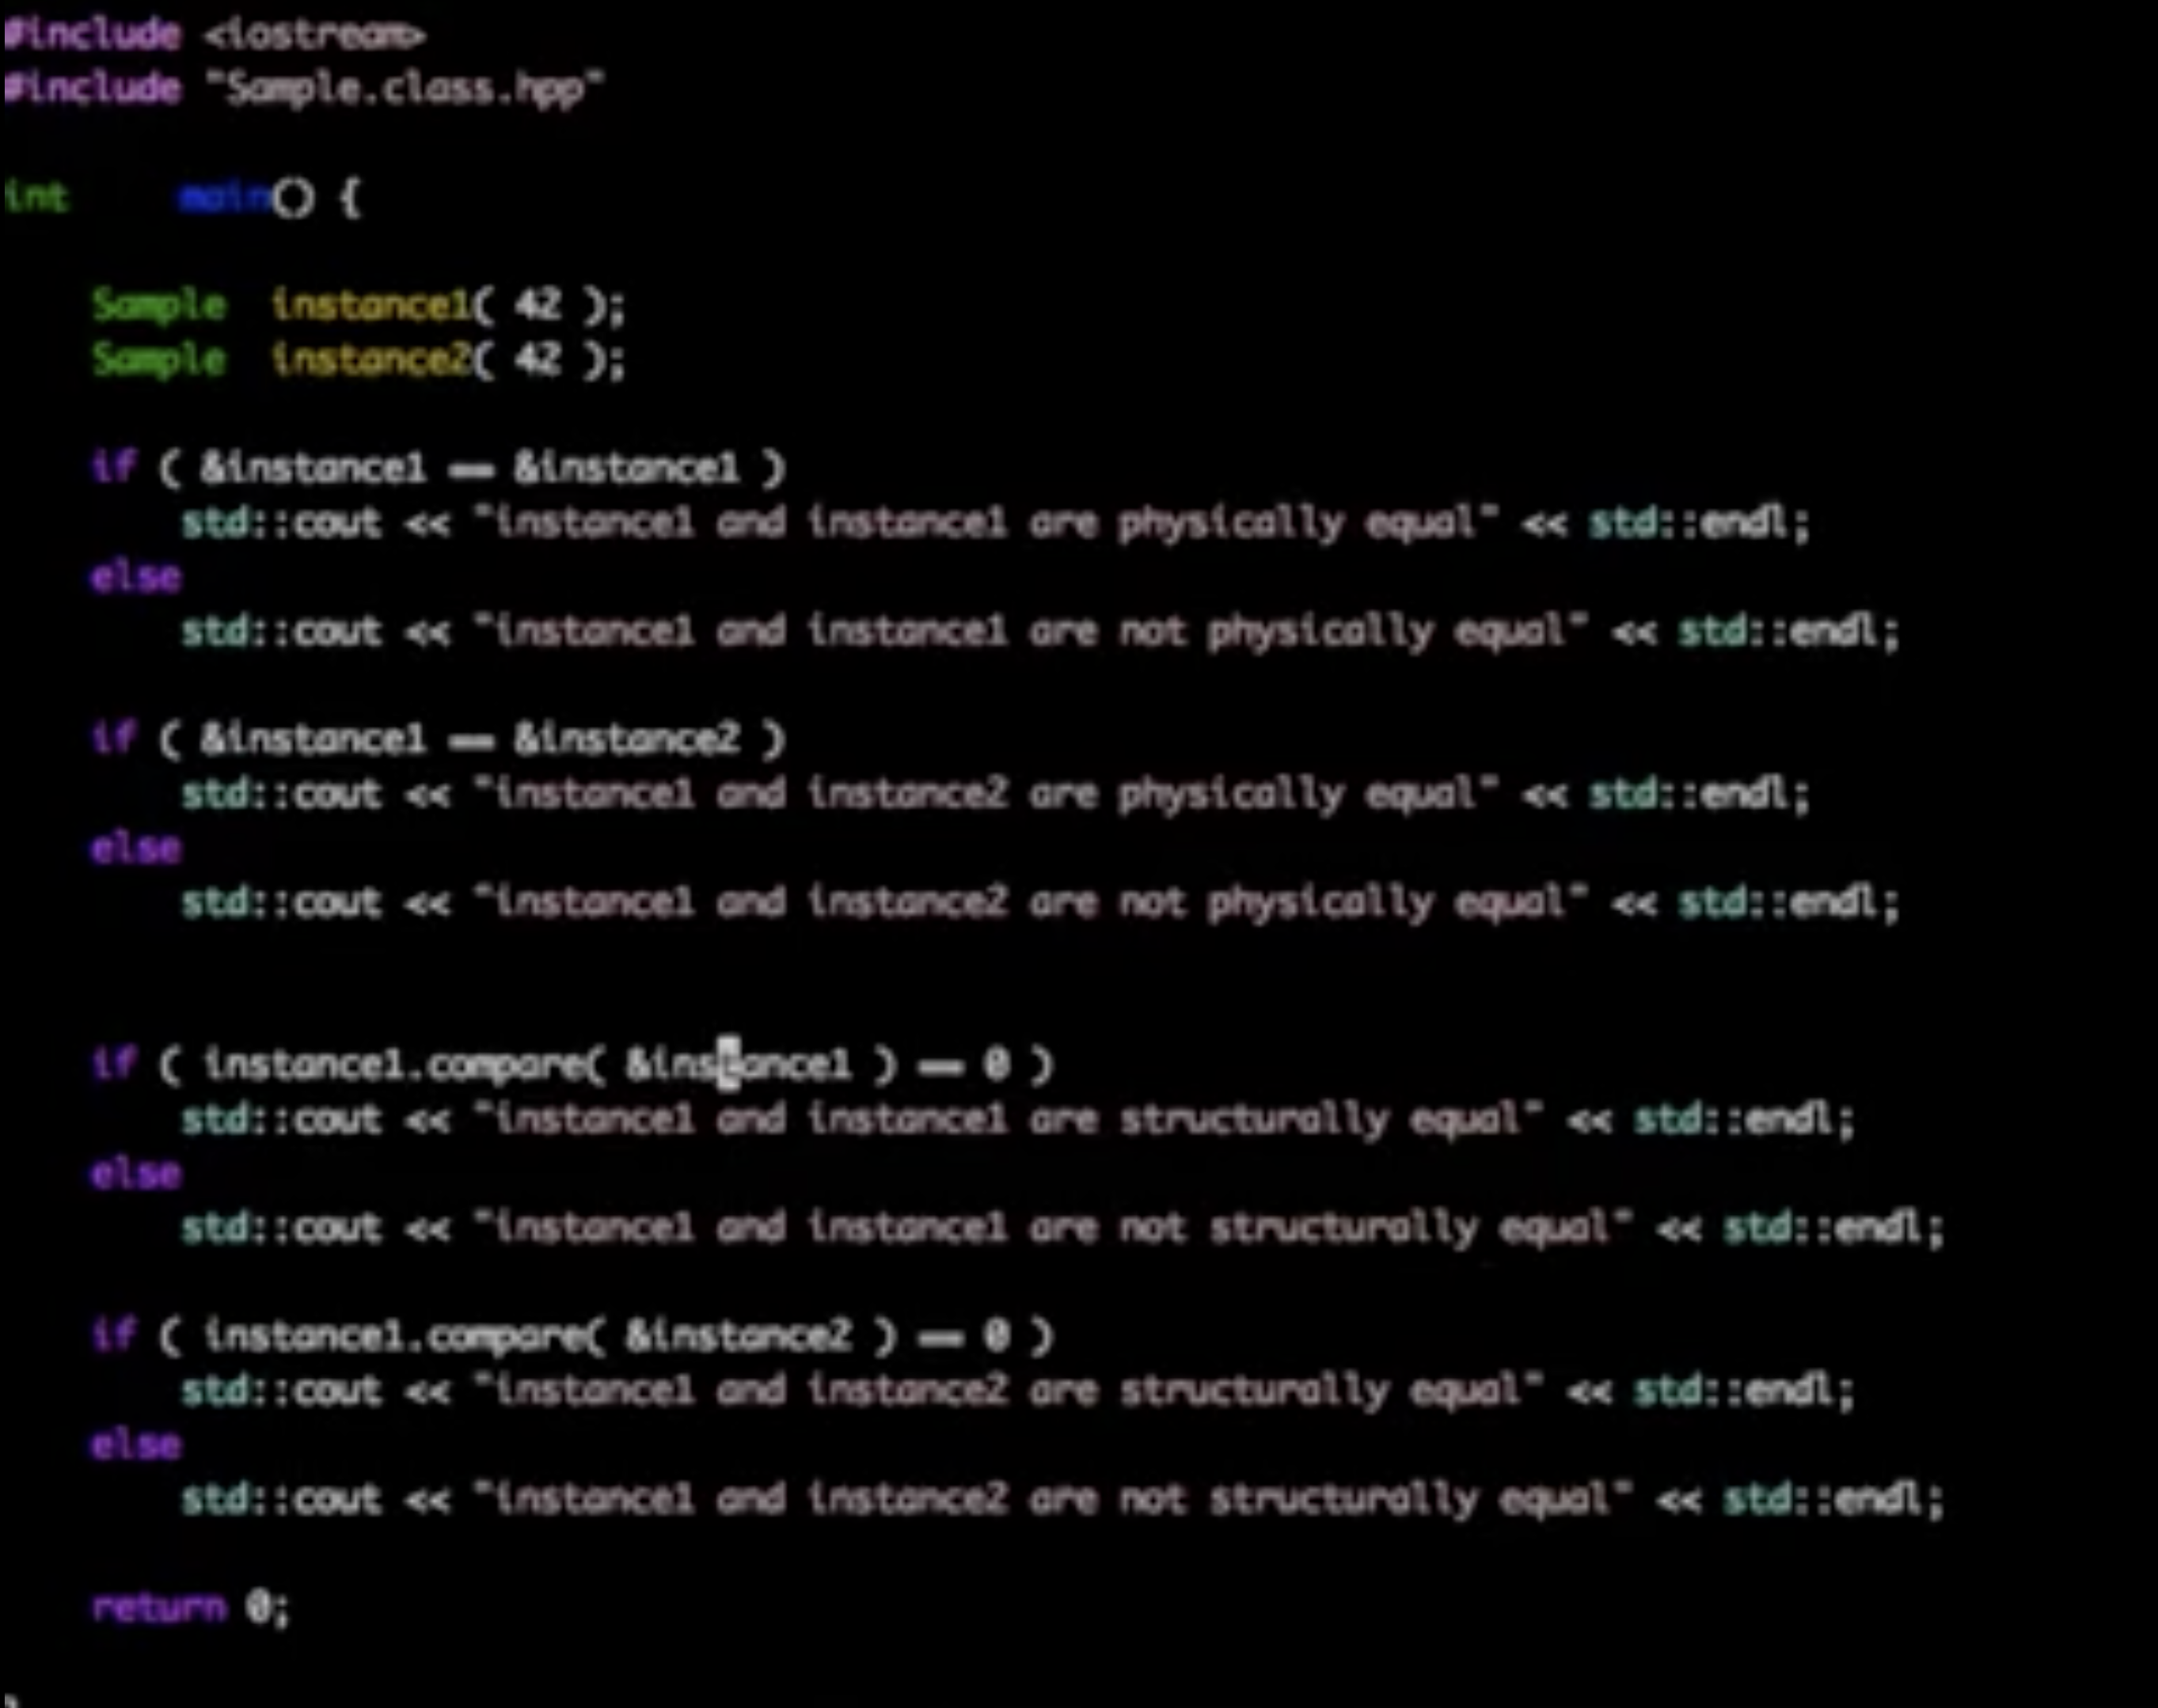 #include <iostream>
#include "Sample.class.hpp"
int main() {
Sample instance1( 42 );
Sample instance2( 42 );
if ( &instance1 == &instance1 )
std::cout << "instance1 and instance1 are physically equal" << std::endl;
else
std::cout << "instance1 and instance1 are not physically equal" << std::endl;
if ( &instance1 == &instance2 )
std::cout << "instance1 and instance2 are physically equal" << std::endl;
else
std::cout << "instance1 and instance2 are not physically equal" << std::endl;
if ( instance1.compare( &instance1 ) == 0 )
std::cout << "instance1 and instance1 are structurally equal" << std::endl;
else
std::cout << "instance1 and instance1 are not structurally equal" << std::endl;
if ( instance1.compare( &instance2 ) == 0 )
std::cout << "instance1 and instance2 are structurally equal" << std::endl;
else
std::cout << "instance1 and instance2 are not structurally equal" << std::endl;
return 0;